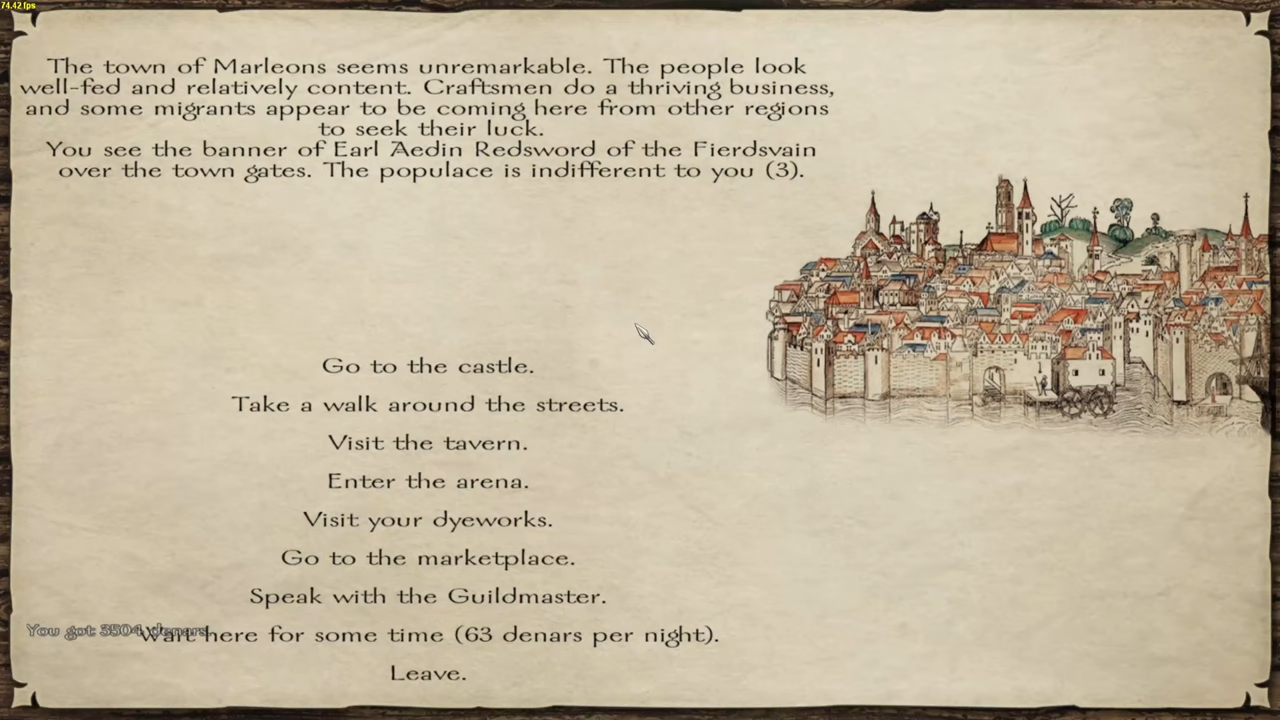 74.42 fps
The town of Marleons seems unremarkable. The people look
well-fed and relatively content. Craftsmen do a thriving business,
and some migrants appear to be coming here from other regions
to seek their luck.
You see the banner of Earl Aedin Redsword of the Fierdsvain
over the town gates. The populace is indifferent to you (3).
Go to the castle.
Take a walk around the streets.
Visit the tavern.
Enter the arena.
Visit your dyeworks.
Go to the marketplace.
Speak with the Guildmaster.
You got 3504 denars.
Wait here for some time (63 denars per night).
Leave.